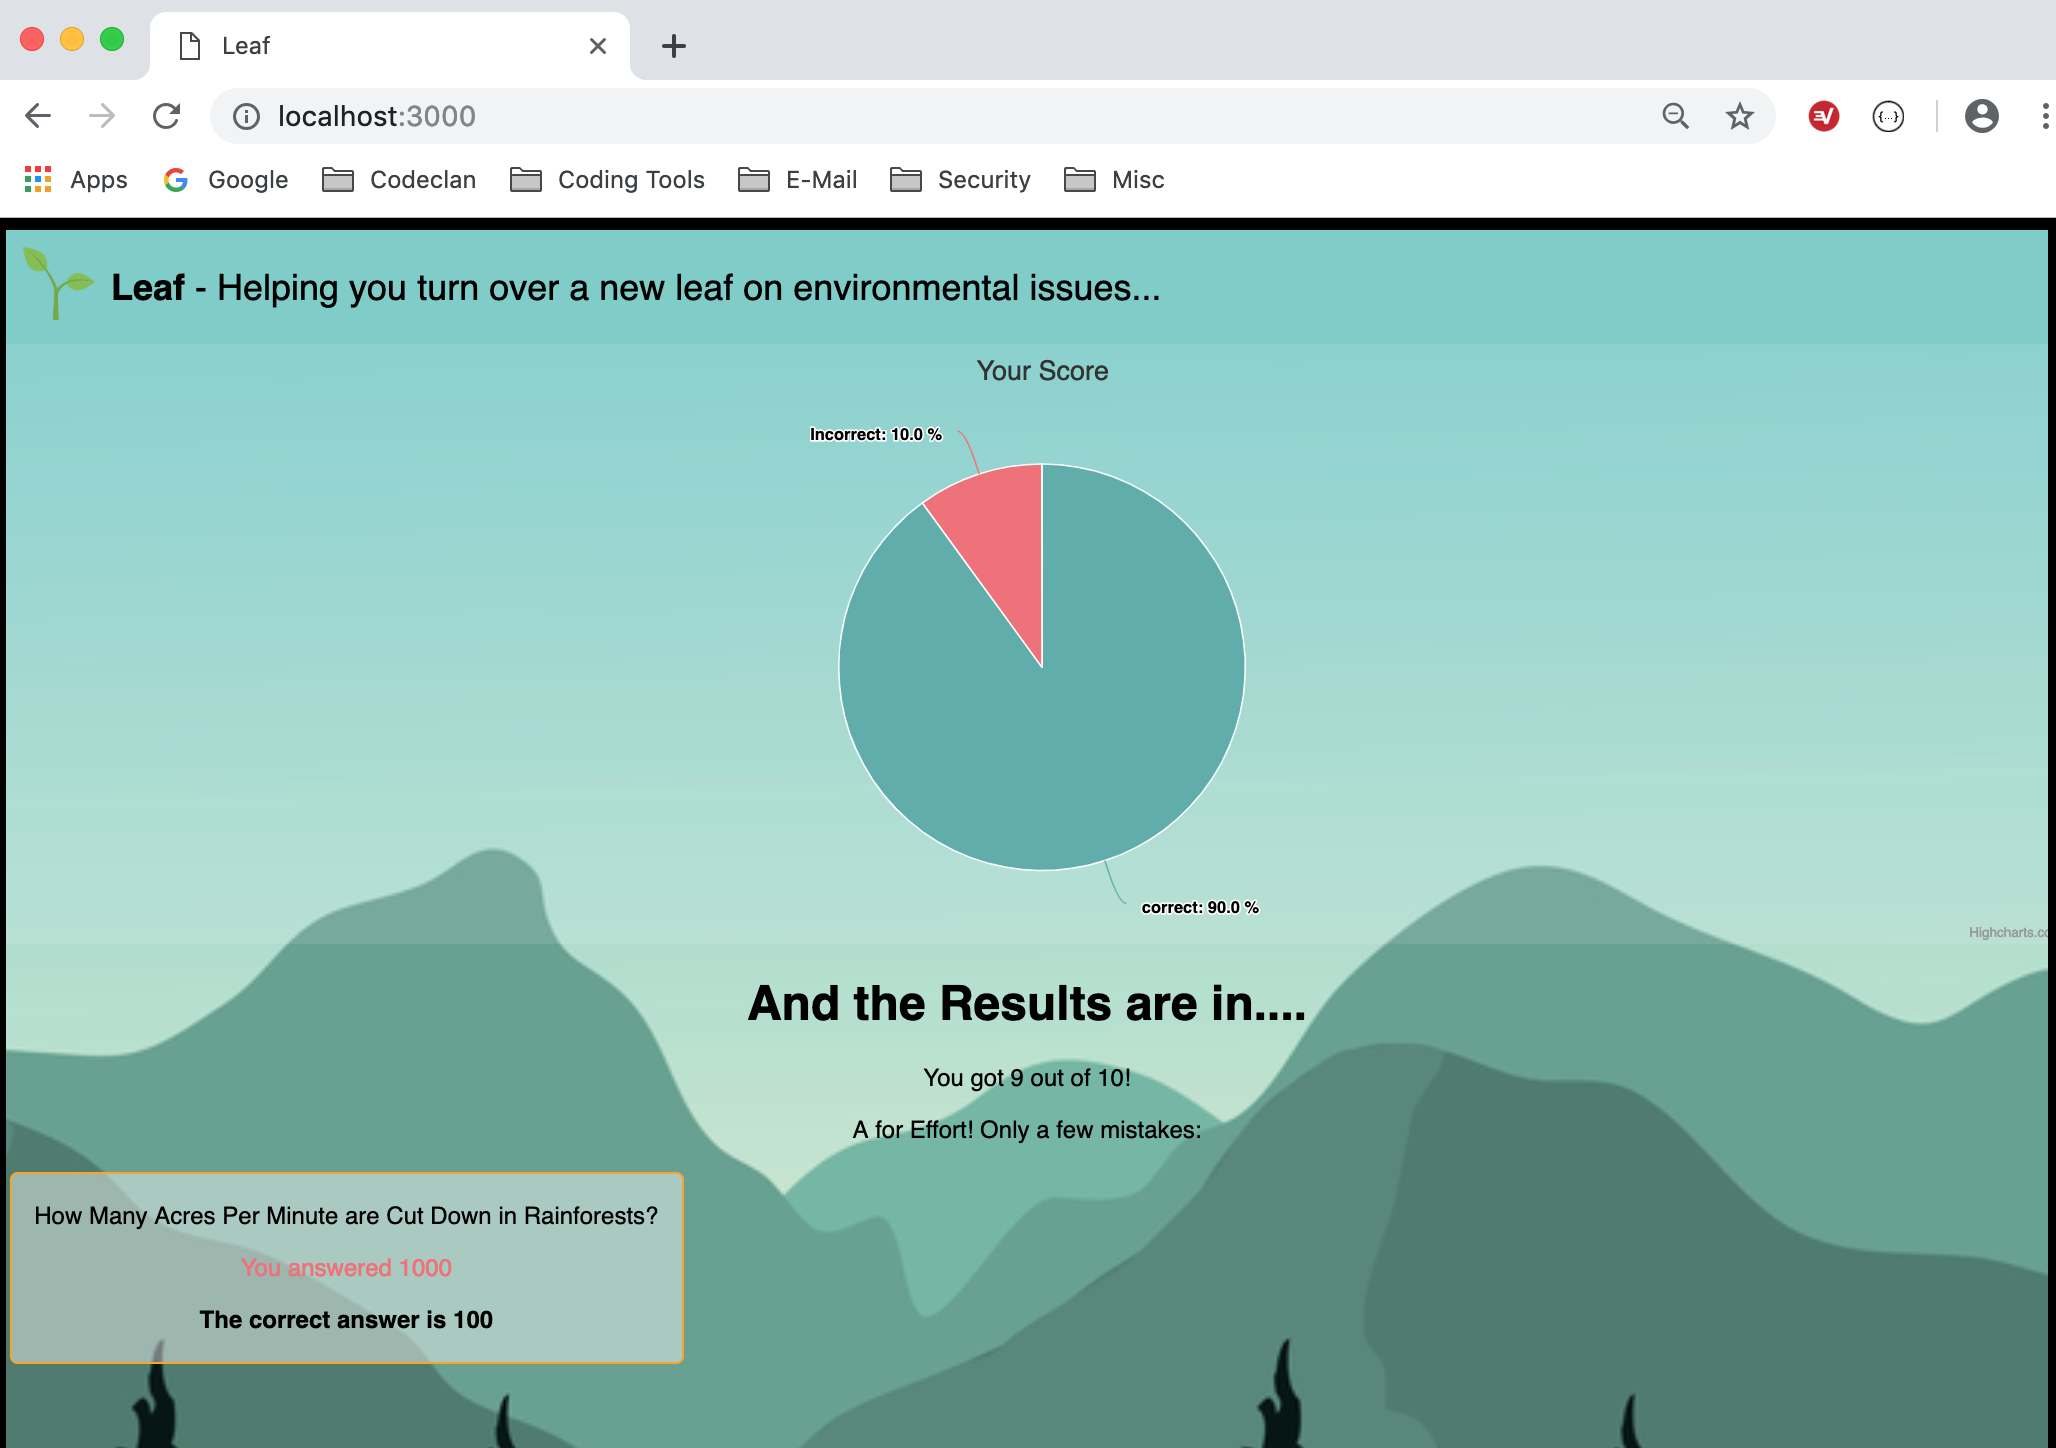 Leaf
localhost:3000
Apps Google Codeclan Coding Tools E-Mail Security Misc
Leaf - Helping you turn over a new leaf on environmental issues...
Your Score
Incorrect: 10.0 %
correct: 90.0 %
Highcharts.co
And the Results are in....
You got 9 out of 10!
A for Effort! Only a few mistakes:
How Many Acres Per Minute are Cut Down in Rainforests?
You answered 1000
The correct answer is 100